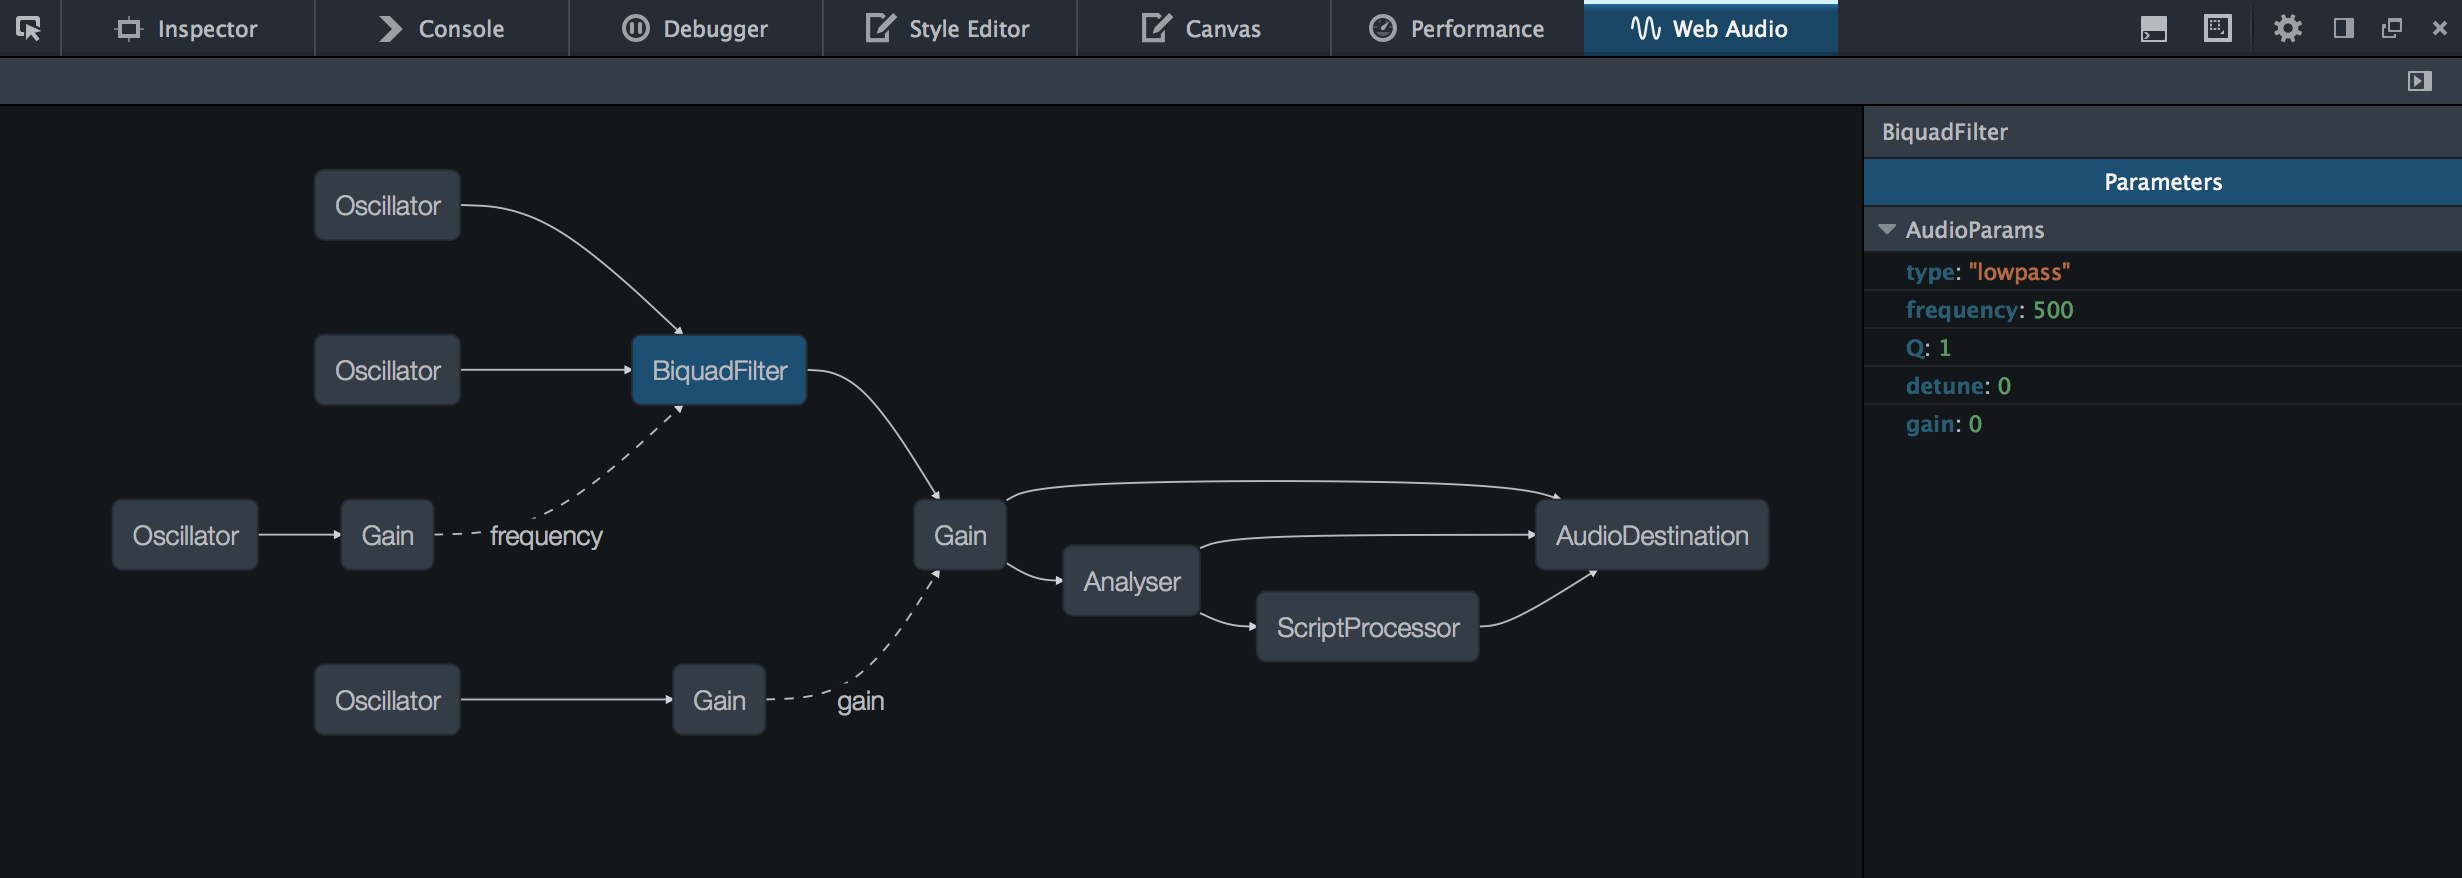 Inspector
Console
Debugger
Style Editor
Canvas
Performance
Web Audio
Oscillator
Oscillator
BiquadFilter
Oscillator
Gain
frequency
Gain
AudioDestination
Analyser
ScriptProcessor
Oscillator
Gain
gain
BiquadFilter
Parameters
AudioParams
type: "lowpass"
frequency: 500
Q: 1
detune: 0
gain: 0